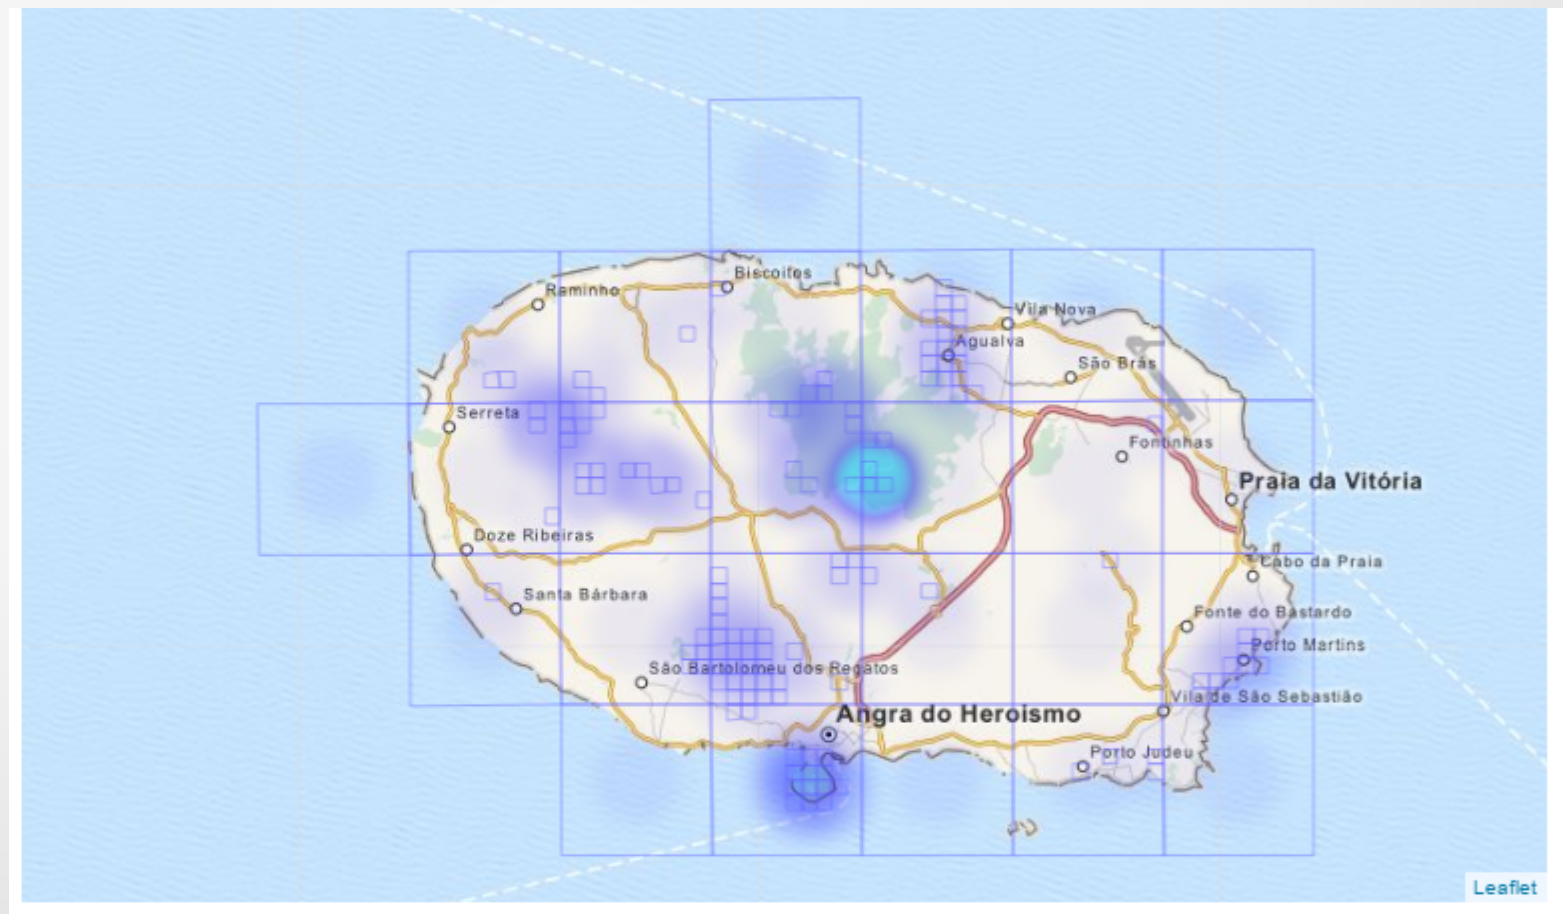 Biscoitos
Raminho
Vila Nova
Agualva
São Brás
Serreta
Fontinhas
Praia da Vitória
Doze Ribeiras
Cabo da Praia
Santa Bárbara
Fonte do Bastardo
Porto Martins
São Bartolomeu dos Regatos
Vila de São Sebastião
Angra do Heroismo
Porto Judeu
Leaflet